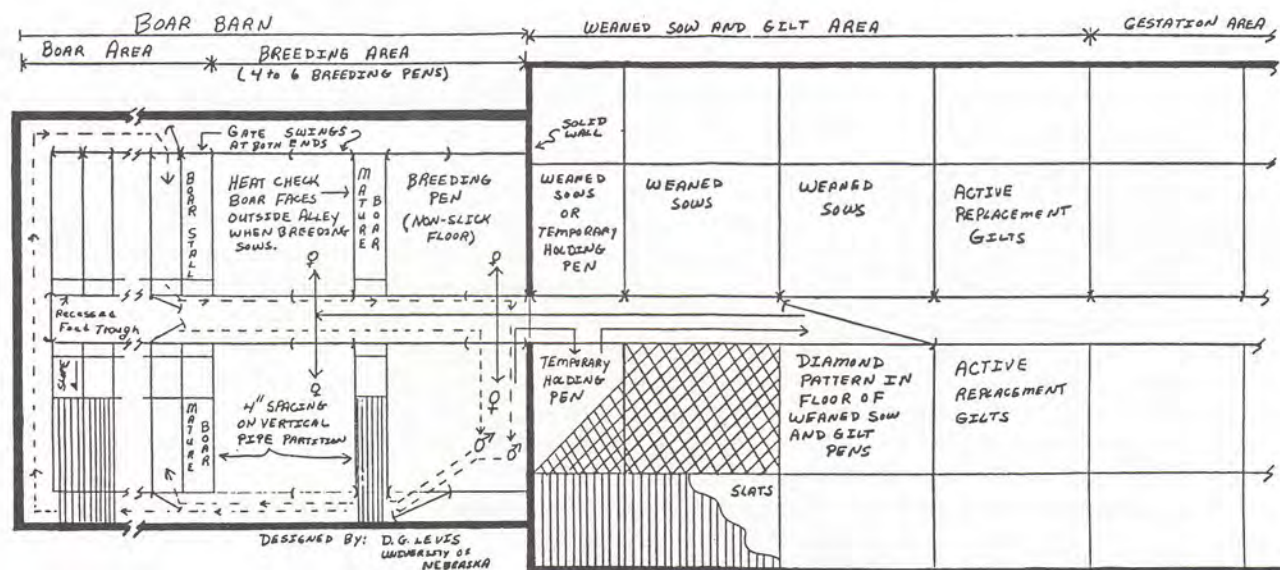 BOAR BARN
WEANED SOW AND GILT AREA
GESTATION AREA
BOAR AREA
BREEDING AREA
(4 to 6 BREEDING PENS)
GATE SWINGS
AT BOTH ENDS
SOLID
WALL
BOAR STALL
HEAT CHECK
BOAR FACES
OUTSIDE ALLEY
WHEN BREEDING
SOWS.
MATURE
BOAR
BREEDING
PEN
(NON-SLICK
FLOOR)
WEANED
SOWS
OR
TEMPORARY
HOLDING
PEN
WEANED
SOWS
WEANED
SOWS
ACTIVE
REPLACEMENT
GILTS
♀
♀
Recessed
Feed Trough
SLOPE
MATURE
BOAR
♀
4" SPACING
ON VERTICAL
PIPE PARTITION
♀
♂
♂
TEMPORARY
HOLDING
PEN
DIAMOND
PATTERN IN
FLOOR OF
WEANED SOW
AND GILT
PENS
ACTIVE
REPLACEMENT
GILTS
SLATS
DESIGNED BY: D.G. LEVIS
UNIVERSITY OF
NEBRASKA